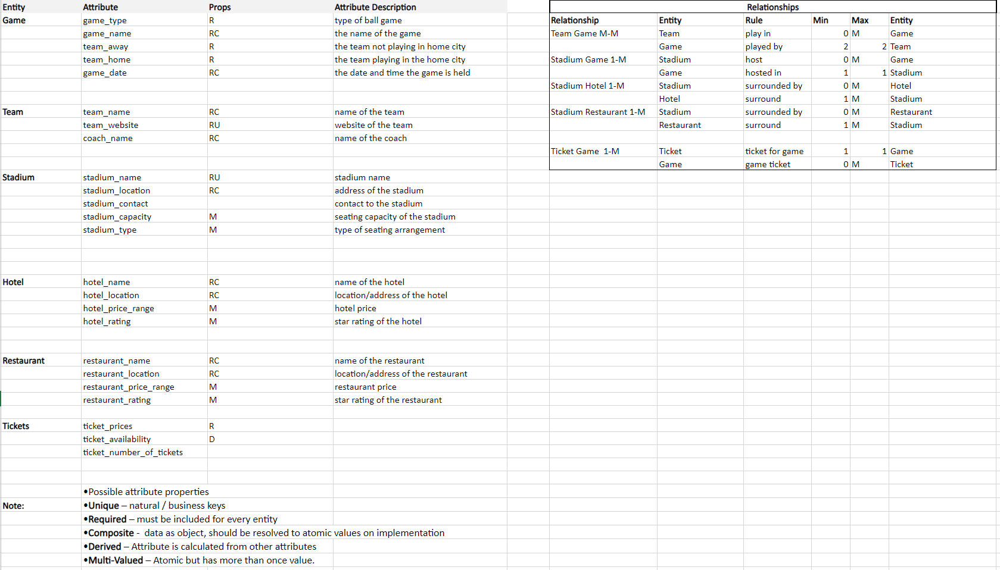 Entity Attribute Props Attribute Description
Game game_type R type of ball game
game_name RC the name of the game
team_away R the team not playing in home city
team_home R the team playing in the home city
game_date RC the date and time the game is held
Team team_name RC name of the team
team_website RU website of the team
coach_name RC name of the coach
Stadium stadium_name RU stadium name
stadium_location RC address of the stadium
stadium_contact contact to the stadium
stadium_capacity M seating capacity of the stadium
stadium_type M type of seating arrangement
Hotel hotel_name RC name of the hotel
hotel_location RC location/address of the hotel
hotel_price_range M hotel price
hotel_rating M star rating of the hotel
Restaurant restaurant_name RC name of the restaurant
restaurant_location RC location/address of the restaurant
restaurant_price_range M restaurant price
restaurant_rating M star rating of the restaurant
Tickets ticket_prices R
ticket_availability D
ticket_number_of_tickets
•Possible attribute properties
Note: •Unique – natural / business keys
•Required – must be included for every entity
•Composite - data as object, should be resolved to atomic values on implementation
•Derived – Attribute is calculated from other attributes
•Multi-Valued – Atomic but has more than once value.
Relationships
Relationship Entity Rule Min Max Entity
Team Game M-M Team play in 0 M Game
Game played by 2 2 Team
Stadium Game 1-M Stadium host 0 M Game
Game hosted in 1 1 Stadium
Stadium Hotel 1-M Stadium surrounded by 0 M Hotel
Hotel surround 1 M Stadium
Stadium Restaurant 1-M Stadium surrounded by 0 M Restaurant
Restaurant surround 1 M Stadium
Ticket Game 1-M Ticket ticket for game 1 1 Game
Game game ticket 0 M Ticket